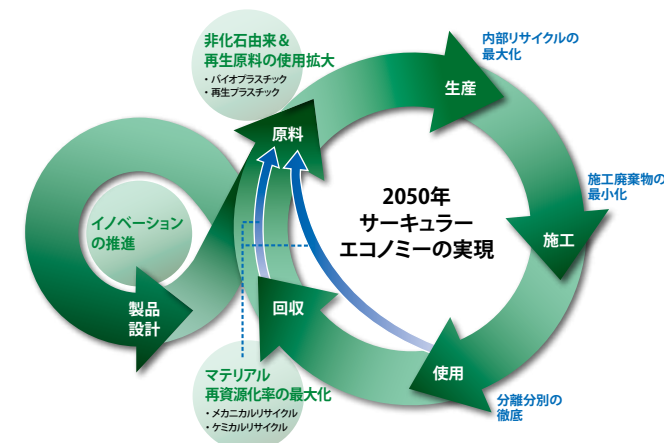 非化石由来＆
再生原料の使用拡大
・バイオプラスチック
・再生プラスチック
内部リサイクルの
最大化
生産
原料
施工廃棄物の
最小化
2050年
サーキュラー
エコノミーの実現
イノベーション
の推進
施工
製品
設計
回収
使用
マテリアル
再資源化率の最大化
・メカニカルリサイクル
・ケミカルリサイクル
分離分別の
徹底